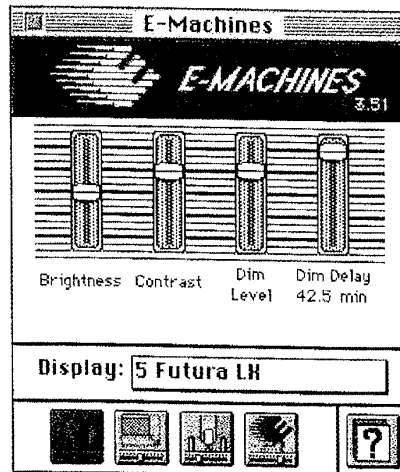 E-Machines
E-MACHINES
3.51
Brightness Contrast Dim Level Dim Delay 42.5 min
Display: 5 Futura LX
?